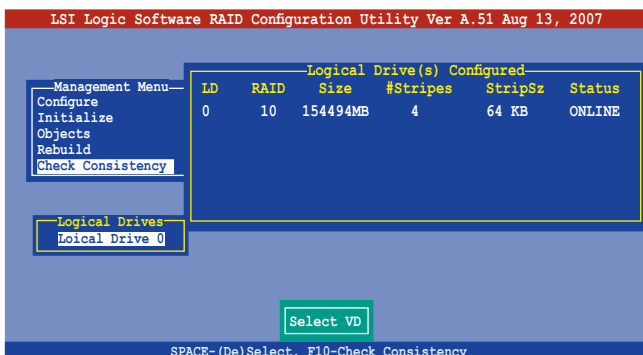 LSI Logic Software RAID Configuration Utility Ver A.51 Aug 13, 2007
Logical Drive(s) Configured
LD RAID Size #Stripes StripSz Status
0 10 154494MB 4 64 KB ONLINE
Management Menu
Configure
Initialize
Objects
Rebuild
Check Consistency
Logical Drives
Loical Drive 0
Select VD
SPACE-(De)Select, F10-Check Consistency